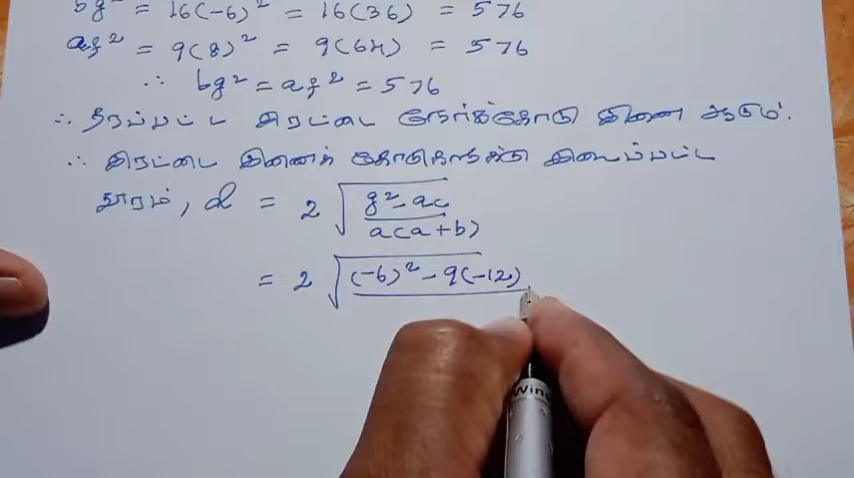 bg² = 16(-6)² = 16(36) = 576
af² = 9(8)² = 9(64) = 576
∴ bg² = af² = 576
∴ தரப்பட்ட இரட்டை நேர்க்கோடு இணை ஆகும்.
∴ இரட்டை இணைக் கோடுகளுக்கு இடைப்பட்ட
தூரம், d = 2 √((g² - ac) / (a(a+b)))
= 2 √((-6)² - 9(-12))
Win